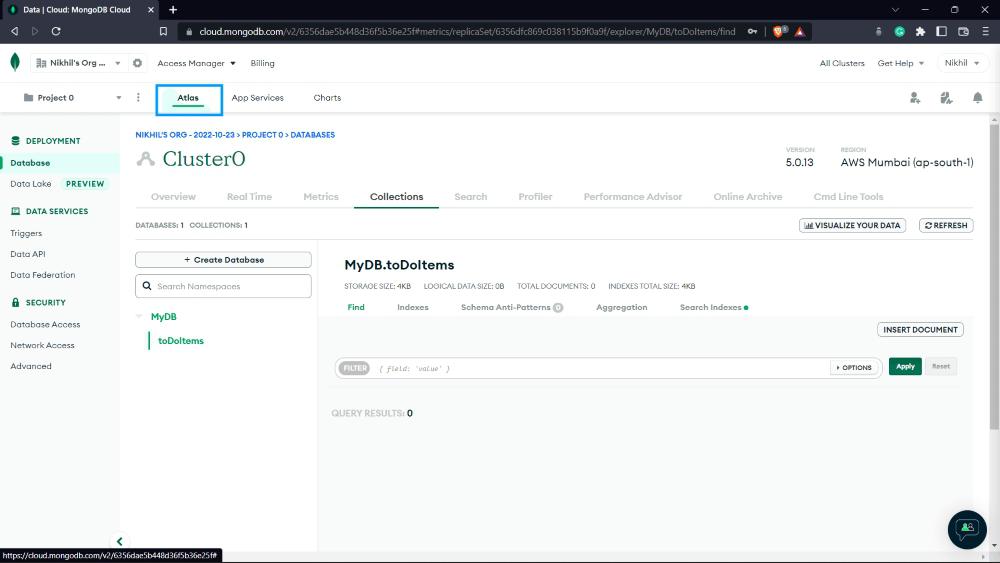 Data | Cloud: MongoDB Cloud
cloud.mongodb.com/v2/6356dae5b448d36f5b36e25f#metrics/replicaSet/6356dfc869c038115b9f0a9f/explorer/MyDB/toDoItems/find
Nikhil's Org ... Access Manager Billing All Clusters Get Help Nikhil
Project 0 Atlas App Services Charts
DEPLOYMENT
Database
Data Lake PREVIEW
DATA SERVICES
Triggers
Data API
Data Federation
SECURITY
Database Access
Network Access
Advanced
NIKHIL'S ORG - 2022-10-23 > PROJECT 0 > DATABASES
Cluster0
VERSION
5.0.13
REGION
AWS Mumbai (ap-south-1)
Overview Real Time Metrics Collections Search Profiler Performance Advisor Online Archive Cmd Line Tools
DATABASES: 1 COLLECTIONS: 1 VISUALIZE YOUR DATA REFRESH
+ Create Database
Search Namespaces
MyDB
toDoItems
MyDB.toDoItems
STORAGE SIZE: 4KB LOGICAL DATA SIZE: 0B TOTAL DOCUMENTS: 0 INDEXES TOTAL SIZE: 4KB
Find Indexes Schema Anti-Patterns 0 Aggregation Search Indexes
INSERT DOCUMENT
FILTER { field: 'value' } OPTIONS Apply Reset
QUERY RESULTS: 0
https://cloud.mongodb.com/v2/6356dae5b448d36f5b36e25f#